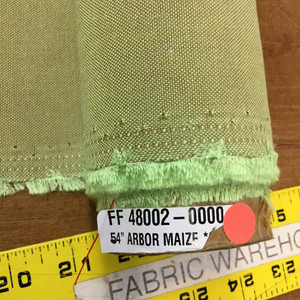 FF 48002-0000
54" ARBOR MAIZE *
FABRIC WAREHO